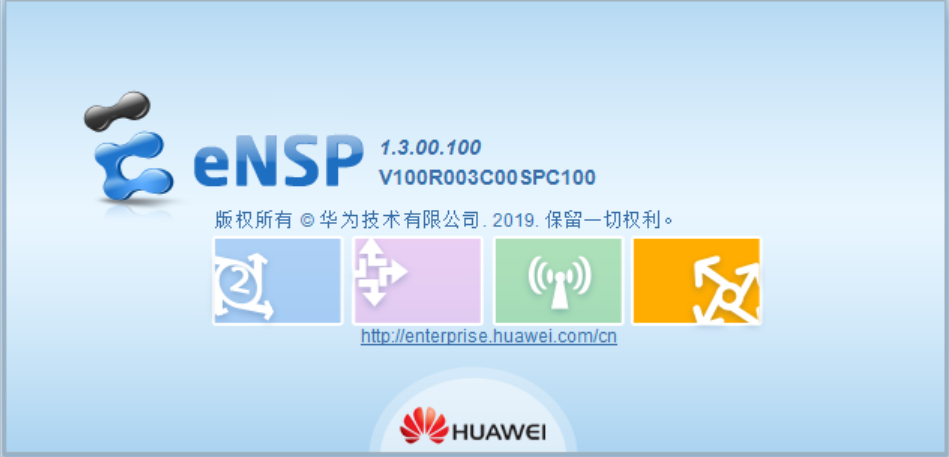 eNSP 1.3.00.100
V100R003C00SPC100
版权所有 © 华为技术有限公司. 2019. 保留一切权利。
2
http://enterprise.huawei.com/cn
HUAWEI